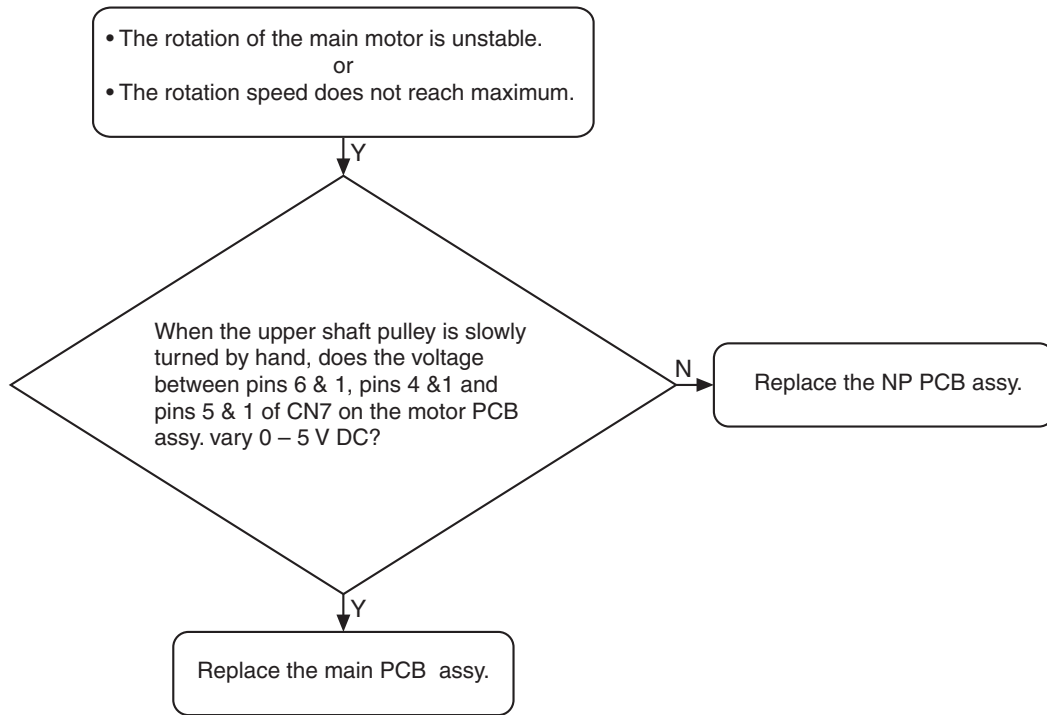 • The rotation of the main motor is unstable.
or
• The rotation speed does not reach maximum.
Y
When the upper shaft pulley is slowly
turned by hand, does the voltage
between pins 6 & 1, pins 4 &1 and
pins 5 & 1 of CN7 on the motor PCB
assy. vary 0 – 5 V DC?
N
Replace the NP PCB assy.
Y
Replace the main PCB assy.